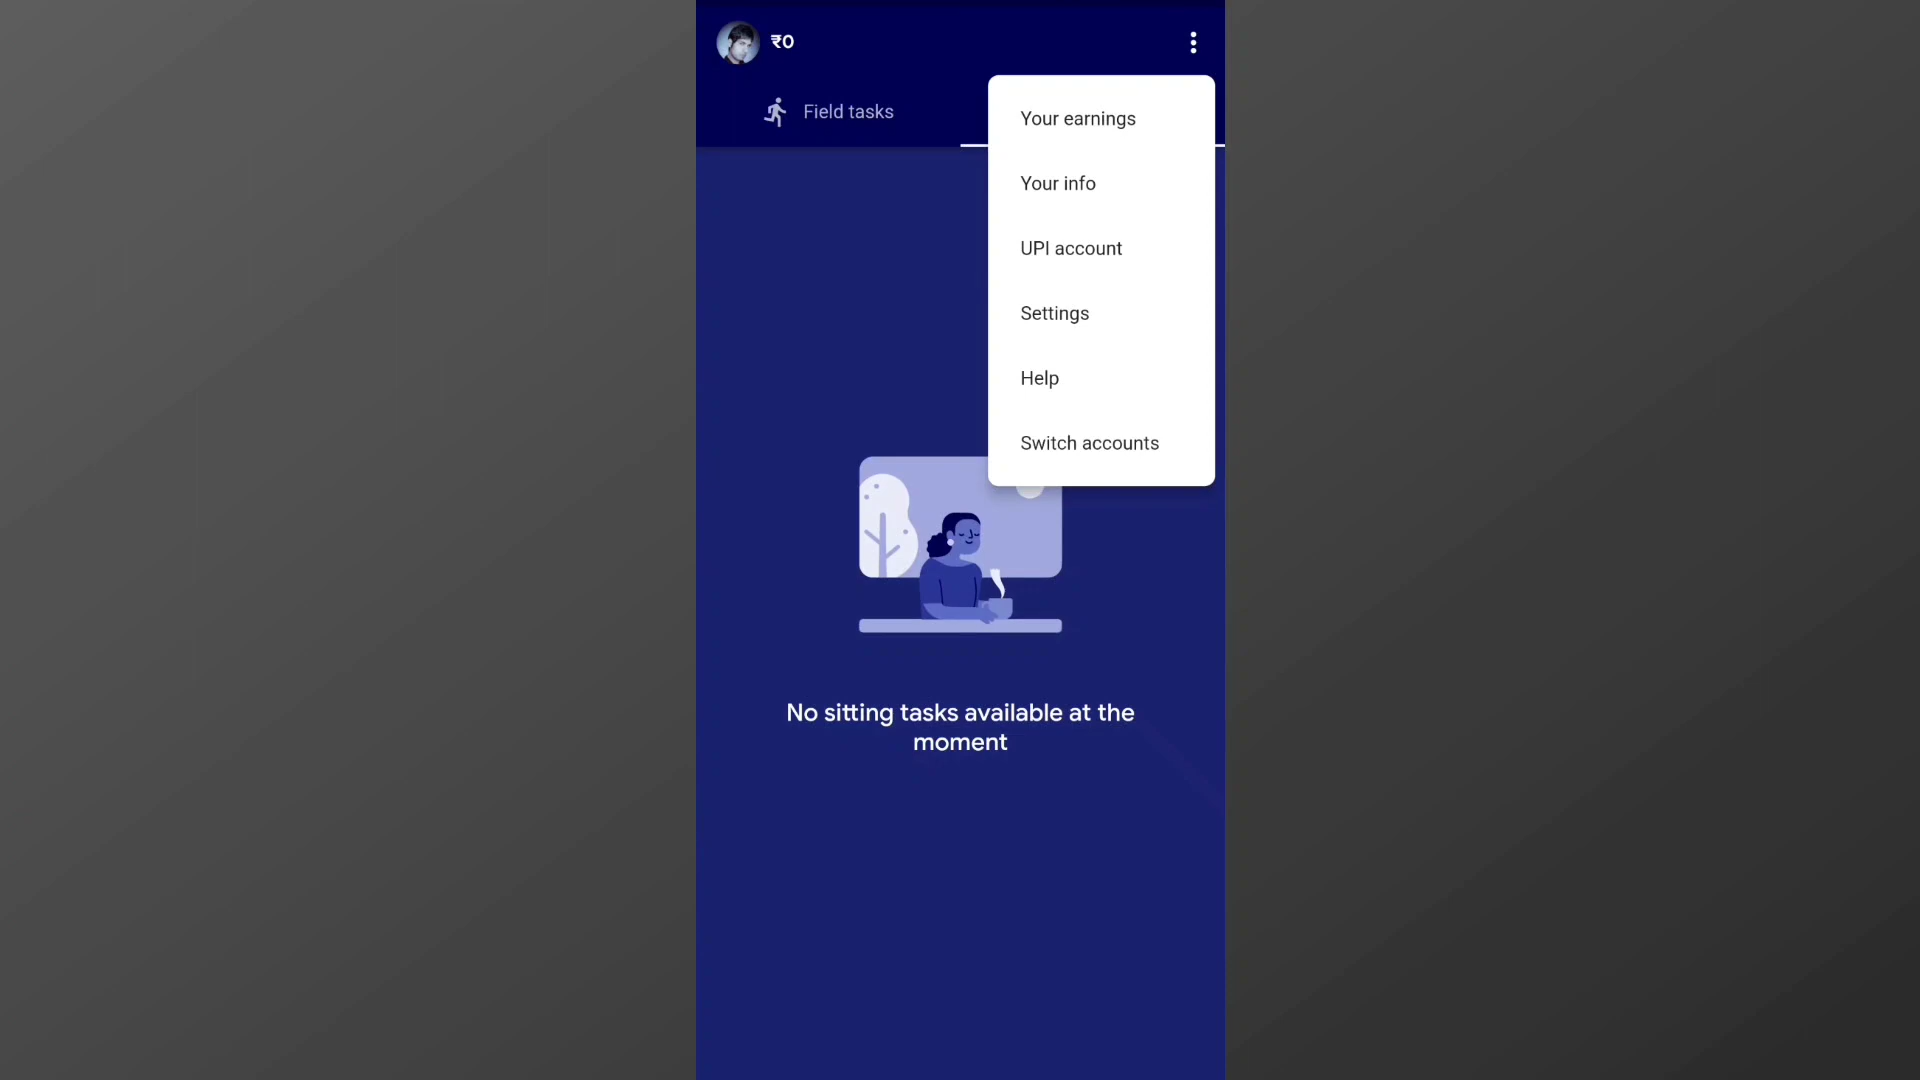 ₹0
Field tasks
Your earnings
Your info
UPI account
Settings
Help
Switch accounts
No sitting tasks available at the
moment